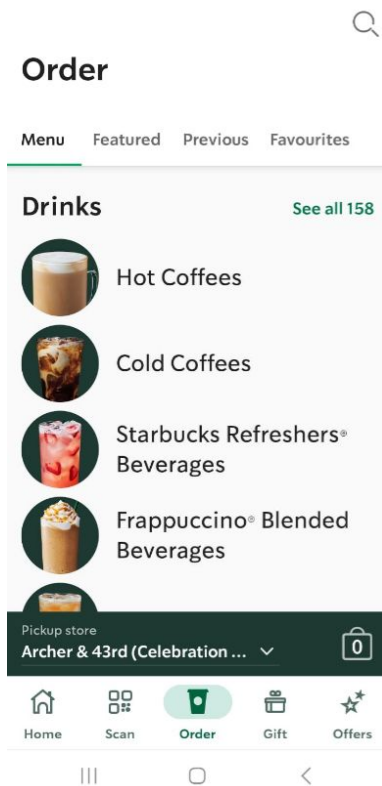 Order
Menu Featured Previous Favourites
Drinks See all 158
Hot Coffees
Cold Coffees
Starbucks Refreshers®
Beverages
Frappuccino® Blended
Beverages
Pickup store
Archer & 43rd (Celebration ...
0
Home Scan Order Gift Offers